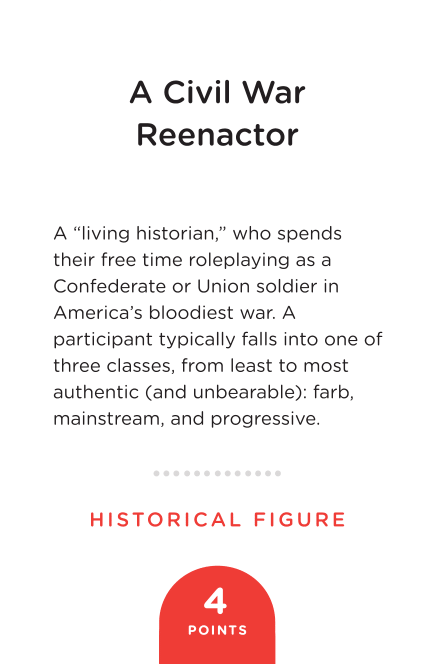 A Civil War
Reenactor
A “living historian,” who spends
their free time roleplaying as a
Confederate or Union soldier in
America’s bloodiest war. A
participant typically falls into one of
three classes, from least to most
authentic (and unbearable): farb,
mainstream, and progressive.
HISTORICAL FIGURE
4
POINTS